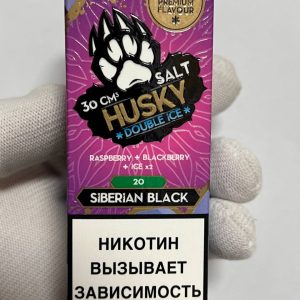 PREMIUM
FLAVOUR
30 CM³
SALT
HUSKY
*DOUBLE ICE*
RASPBERRY + BLACKBERRY
+ ICE x2
20
SIBERIAN BLACK
НИКОТИН
ВЫЗЫВАЕТ
ЗАВИСИМОСТЬ